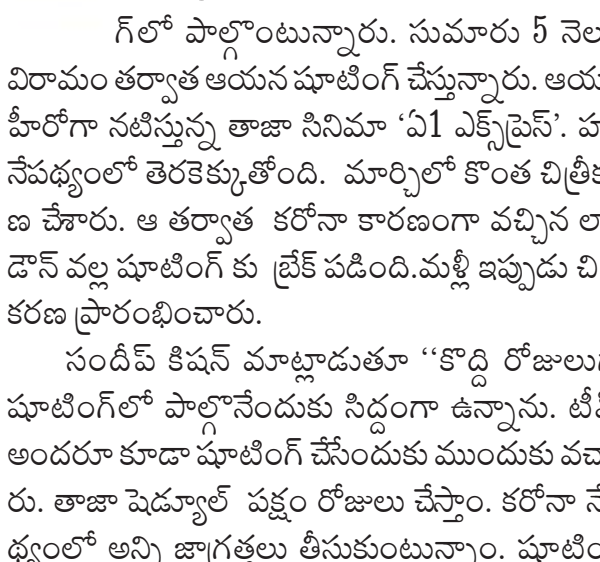 గ్‌లో పాల్గొంటున్నారు. సుమారు 5 నెల
విరామం తర్వాత ఆయన షూటింగ్ చేస్తున్నారు. ఆయ
హీరోగా నటిస్తున్న తాజా సినిమా ‘ఏ1 ఎక్స్‌ప్రెస్’. హ
నేపథ్యంలో తెరకెక్కుతోంది. మార్చిలో కొంత చిత్రీక
ణ చేశారు. ఆ తర్వాత కరోనా కారణంగా వచ్చిన లా
డౌన్ వల్ల షూటింగ్ కు బ్రేక్ పడింది.మళ్లీ ఇప్పుడు చి
కరణ ప్రారంభించారు.
సందీప్ కిషన్ మాట్లాడుతూ ‘‘కొద్ది రోజులుగ
షూటింగ్‌లో పాల్గొనేందుకు సిద్దంగా ఉన్నాను. టీమ్
అందరూ కూడా షూటింగ్ చేసేందుకు ముందుకు వచా
రు. తాజా షెడ్యూల్ పక్షం రోజులు చేస్తాం. కరోనా నే
థ్యంలో అన్ని జాగ్రత్తలు తీసుకుంటున్నాం. షూటిం